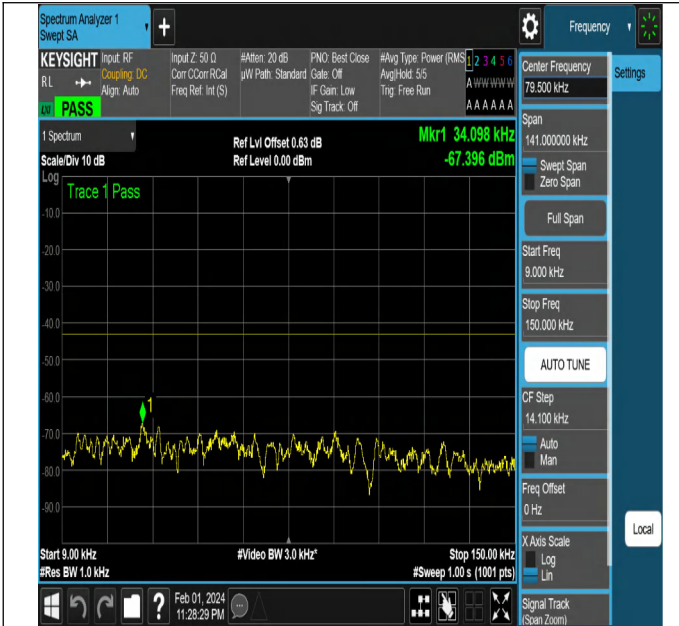 Spectrum Analyzer 1
Swept SA
Frequency
KEYSIGHT
RL
LXI
PASS
Input: RF
Coupling: DC
Align: Auto
Input Z: 50 Ω
Corr CCorr RCal
Freq Ref: Int (S)
#Atten: 20 dB
µW Path: Standard
PNO: Best Close
Gate: Off
IF Gain: Low
Sig Track: Off
#Avg Type: Power (RMS
Avg|Hold: 5/5
Trig: Free Run
1 2 3 4 5 6
A W W W W W
A A A A A A
1 Spectrum
Scale/Div 10 dB
Ref Lvl Offset 0.63 dB
Ref Level 0.00 dBm
Mkr1 34.098 kHz
-67.396 dBm
Log
Trace 1 Pass
-10.0
-20.0
-30.0
-40.0
-50.0
-60.0
-70.0
-80.0
-90.0
1
Start 9.00 kHz
#Res BW 1.0 kHz
#Video BW 3.0 kHz*
Stop 150.00 kHz
#Sweep 1.00 s (1001 pts)
Feb 01, 2024
11:28:29 PM
?
Center Frequency
79.500 kHz
Span
141.000000 kHz
Swept Span
Zero Span
Full Span
Start Freq
9.000 kHz
Stop Freq
150.000 kHz
AUTO TUNE
CF Step
14.100 kHz
Auto
Man
Freq Offset
0 Hz
X Axis Scale
Log
Lin
Signal Track
(Span Zoom)
Settings
Local